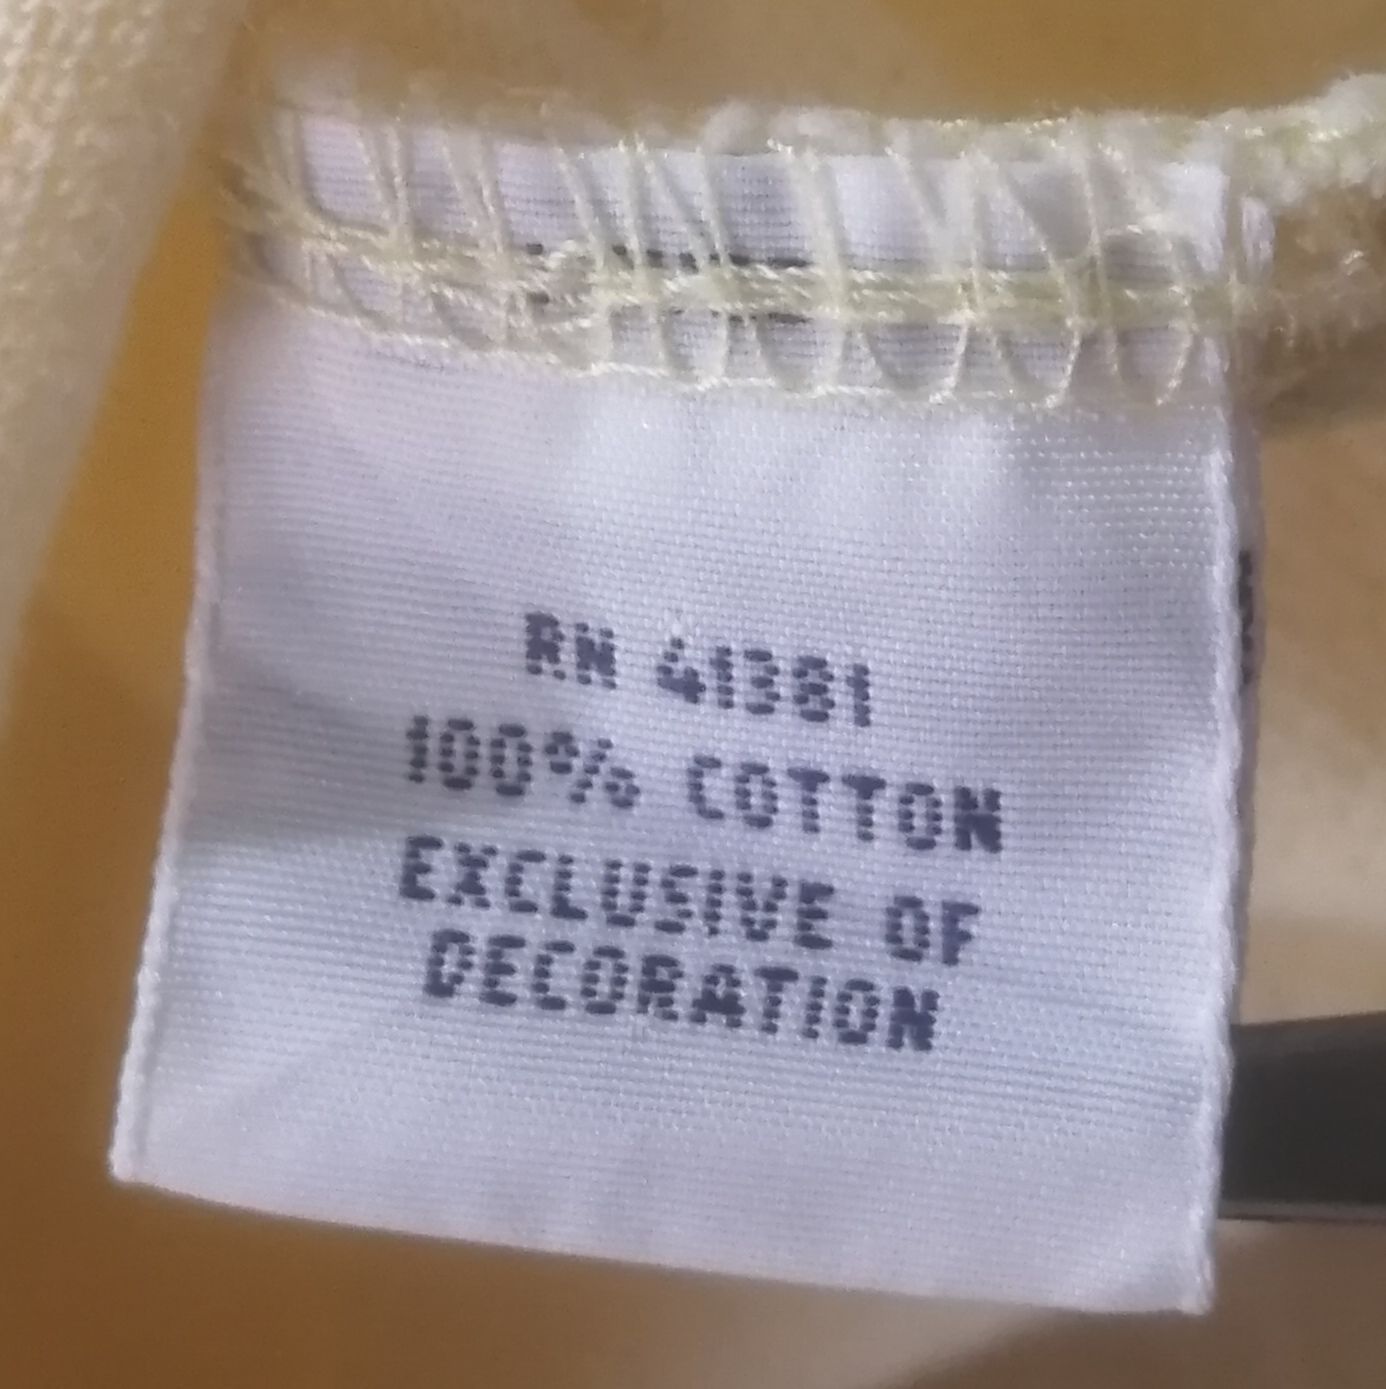 RN 41381
100% COTTON
EXCLUSIVE OF
DECORATION